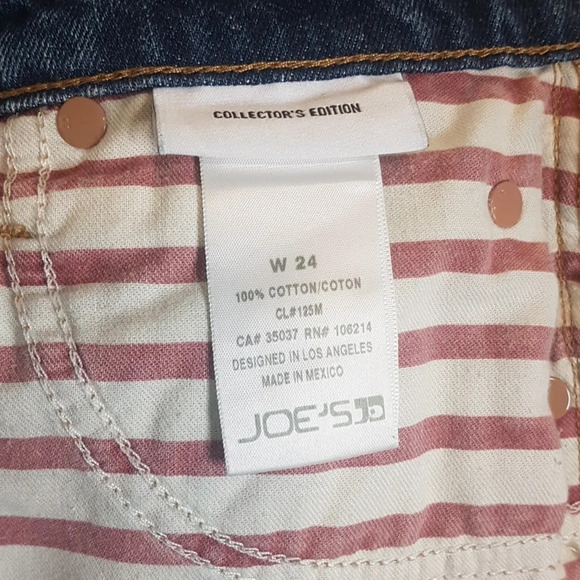 COLLECTOR'S EDITION
W 24
100% COTTON/COTON
CL#125M
CA# 35037 RN# 106214
DESIGNED IN LOS ANGELES
MADE IN MEXICO
JOE'S